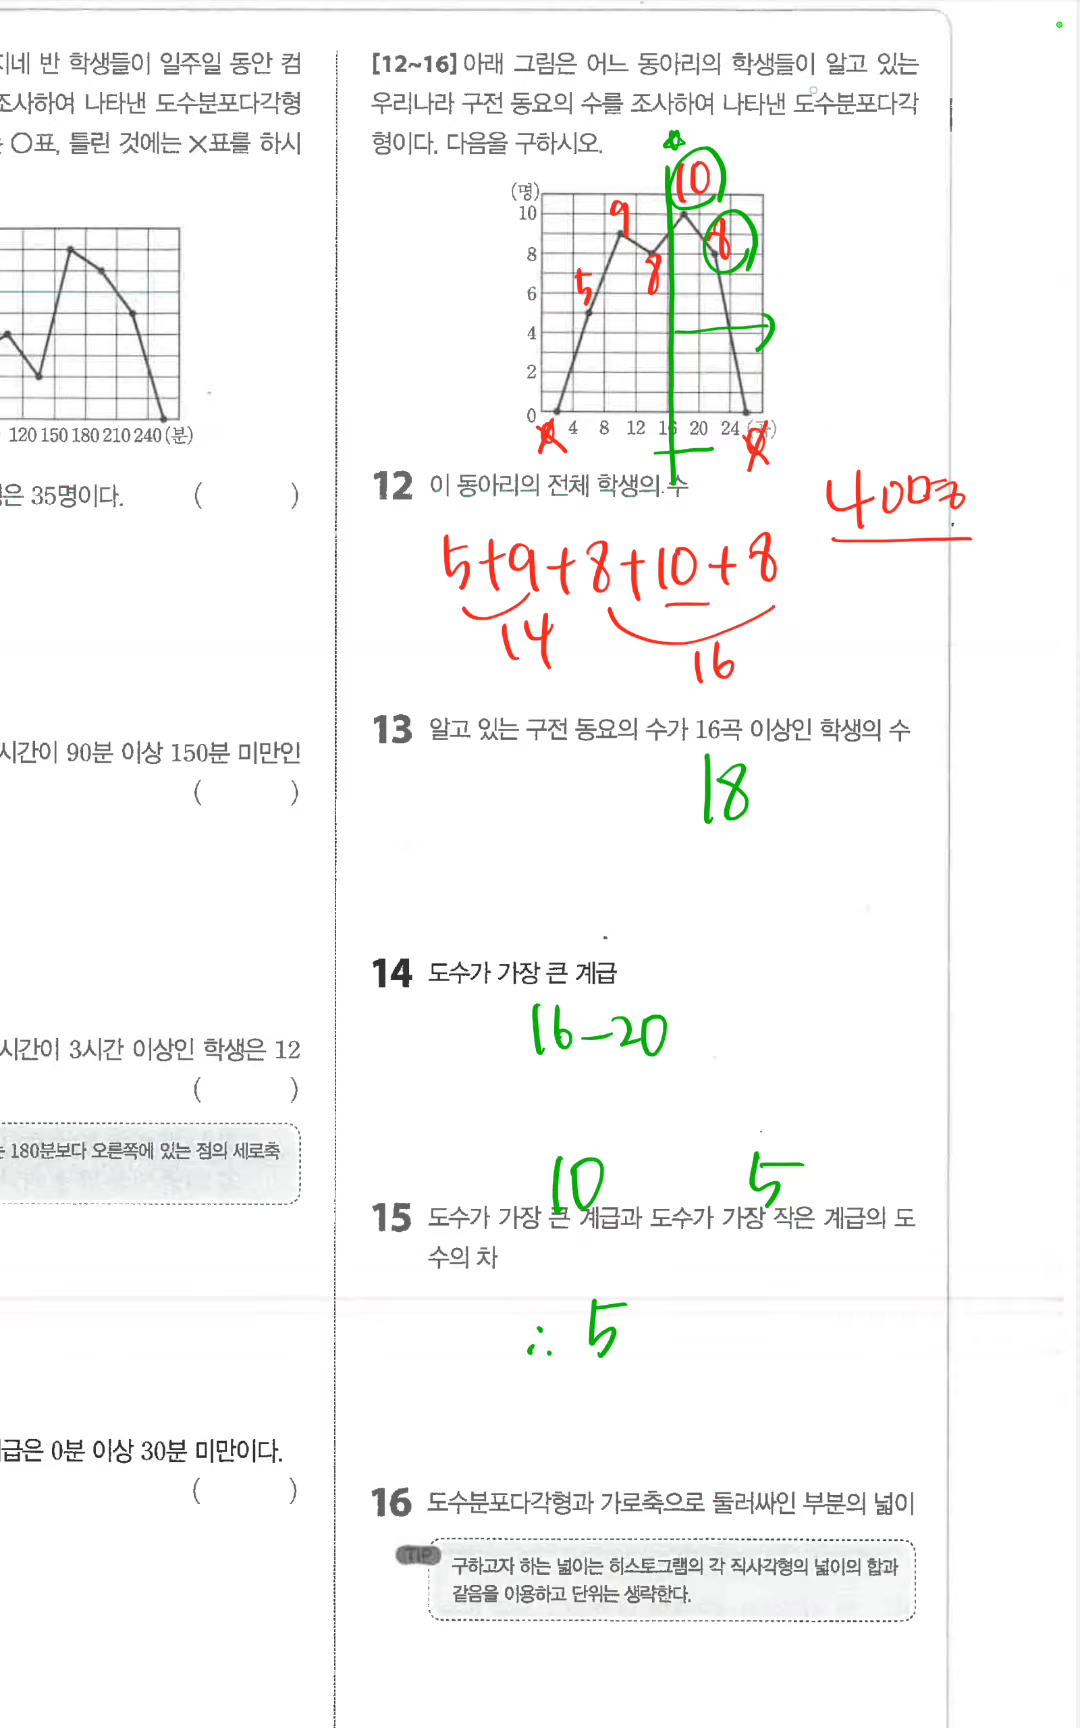 지네 반 학생들이 일주일 동안 컴
조사하여 나타낸 도수분포다각형
○표, 틀린 것에는 ×표를 하시
120 150 180 210 240 (분)
은 35명이다. ( )
시간이 90분 이상 150분 미만인
( )
시간이 3시간 이상인 학생은 12
( )
는 180분보다 오른쪽에 있는 점의 세로축
급은 0분 이상 30분 미만이다.
( )
[12~16] 아래 그림은 어느 동아리의 학생들이 알고 있는
우리나라 구전 동요의 수를 조사하여 나타낸 도수분포다각
형이다. 다음을 구하시오.
(명)
10
8
6
4
2
0
5
9
8
10
8
4 8 12 16 20 24 (곡)
12 이 동아리의 전체 학생의 수
5+9+8+10+8
14
16
13 알고 있는 구전 동요의 수가 16곡 이상인 학생의 수
18
14 도수가 가장 큰 계급
16-20
10 5
15 도수가 가장 큰 계급과 도수가 가장 작은 계급의 도
수의 차
∴ 5
16 도수분포다각형과 가로축으로 둘러싸인 부분의 넓이
TIP
구하고자 하는 넓이는 히스토그램의 각 직사각형의 넓이의 합과
같음을 이용하고 단위는 생략한다.